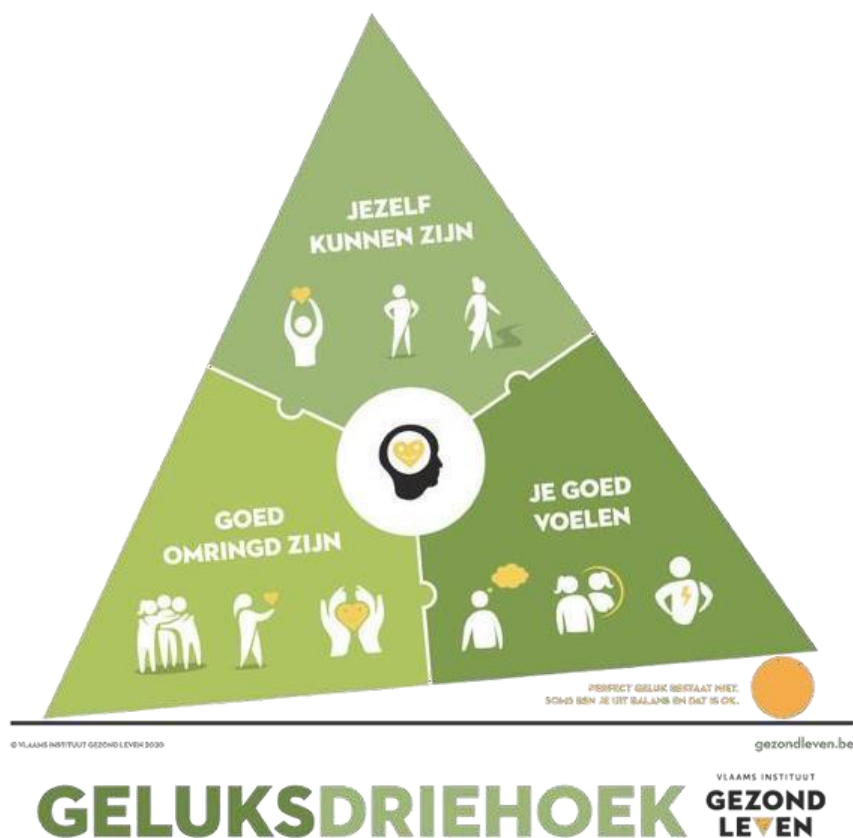 JEZELF
KUNNEN ZIJN
GOED
OMRINGD ZIJN
JE GOED
VOELEN
PERFECT GELUK BESTAAT NIET.
SOMS BEN JE UIT BALANS EN DAT IS OK.
© VLAAMS INSTITUUT GEZOND LEVEN 2020
gezondleven.be
GELUKSDRIEHOEK
VLAAMS INSTITUUT
GEZOND
LEVEN